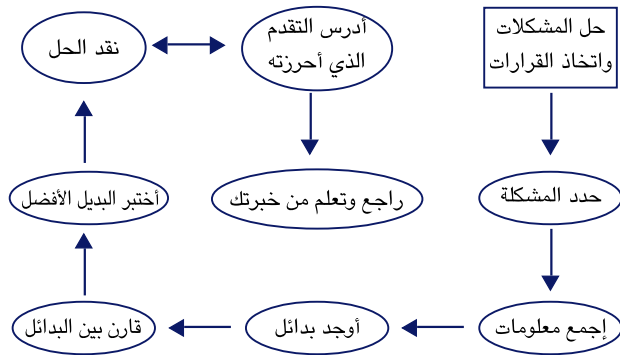 حل المشكلات
واتخاذ القرارات
أدرس التقدم
الذي أحرزته
نقد الحل
حدد المشكلة
راجع وتعلم من خبرتك
أختبر البديل الأفضل
إجمع معلومات
أوجد بدائل
قارن بين البدائل